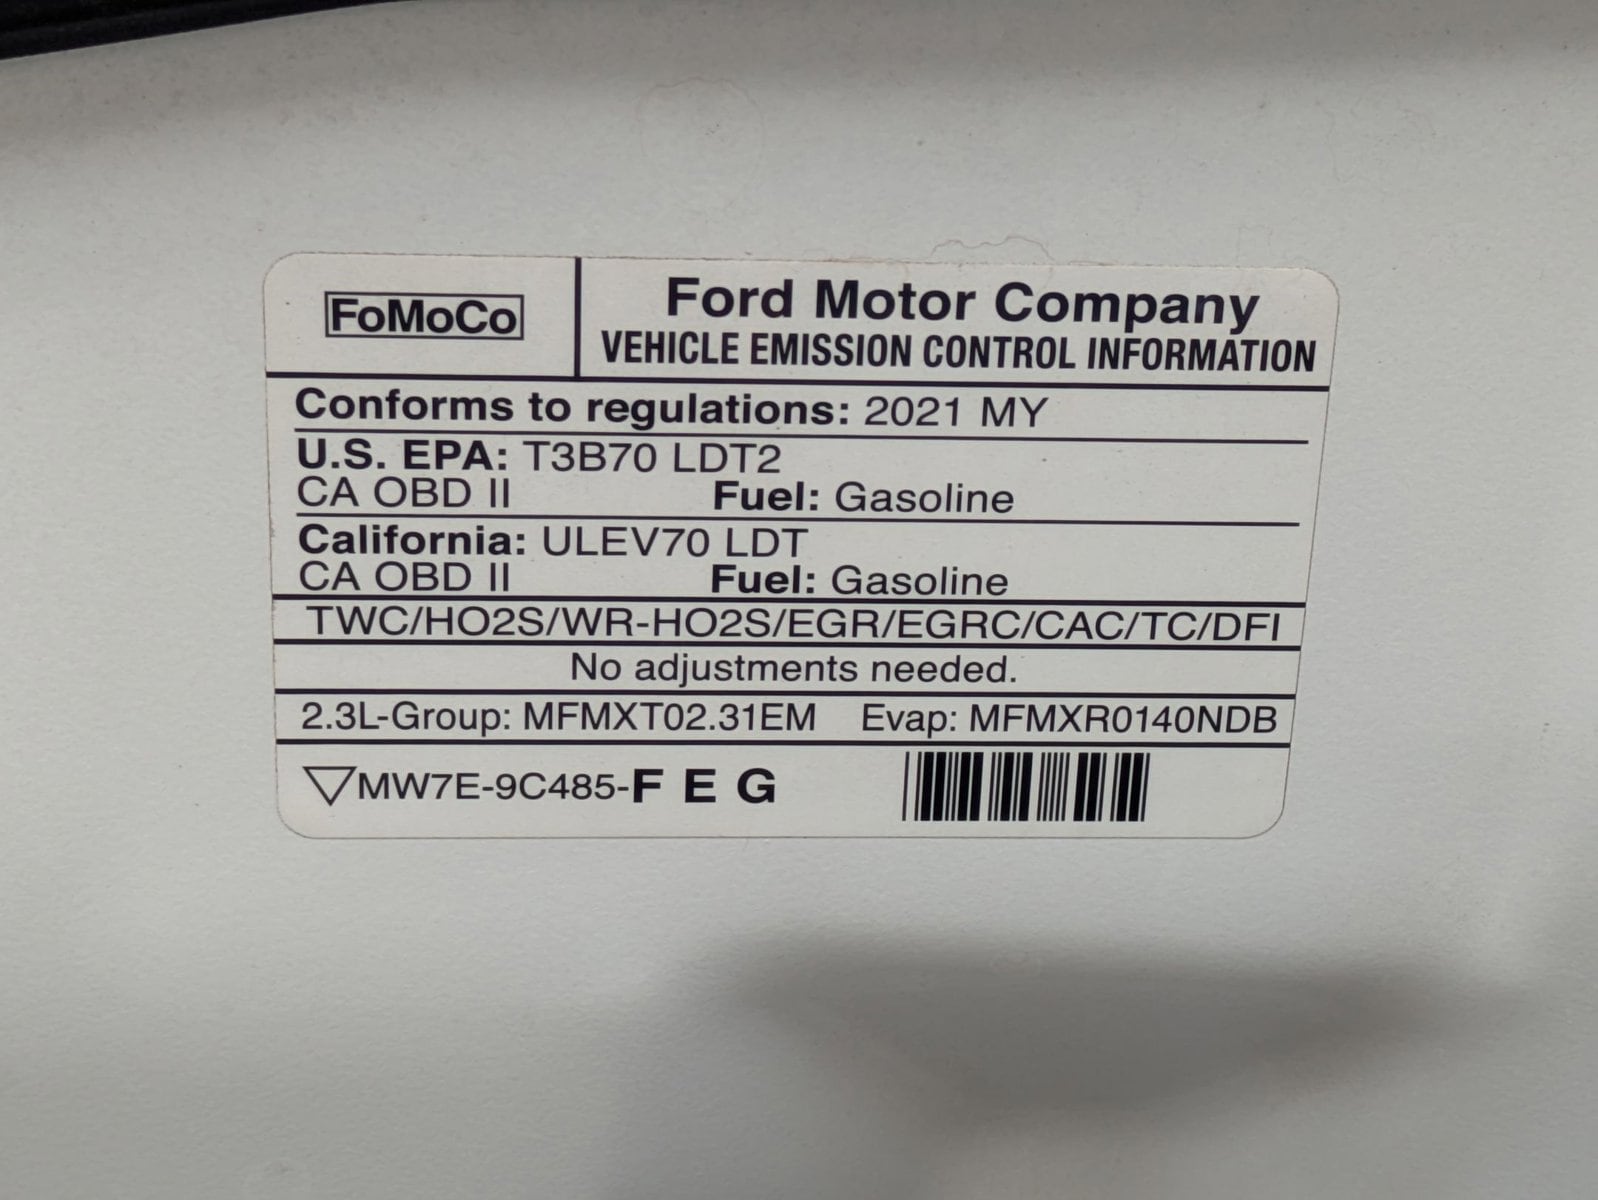 FoMoCo
Ford Motor Company
VEHICLE EMISSION CONTROL INFORMATION
Conforms to regulations: 2021 MY
U.S. EPA: T3B70 LDT2
CA OBD II Fuel: Gasoline
California: ULEV70 LDT
CA OBD II Fuel: Gasoline
TWC/HO2S/WR-HO2S/EGR/EGRC/CAC/TC/DFI
No adjustments needed.
2.3L-Group: MFMXT02.31EM Evap: MFMXR0140NDB
▽MW7E-9C485-F E G